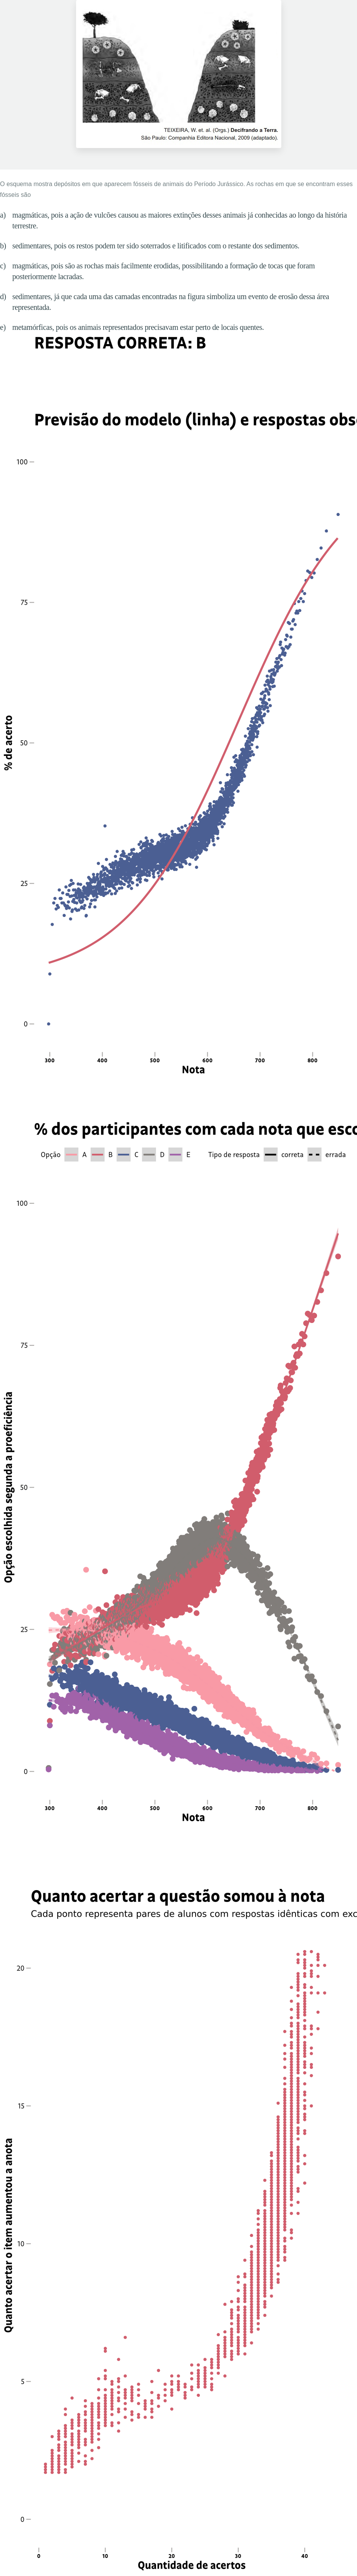 TEIXEIRA, W. et. al. (Orgs.) Decifrando a Terra.
São Paulo: Companhia Editora Nacional, 2009 (adaptado).
O esquema mostra depósitos em que aparecem fósseis de animais do Período Jurássico. As rochas em que se encontram esses
fósseis são
a) magmáticas, pois a ação de vulcões causou as maiores extinções desses animais já conhecidas ao longo da história
terrestre.
b) sedimentares, pois os restos podem ter sido soterrados e litificados com o restante dos sedimentos.
c) magmáticas, pois são as rochas mais facilmente erodidas, possibilitando a formação de tocas que foram
posteriormente lacradas.
d) sedimentares, já que cada uma das camadas encontradas na figura simboliza um evento de erosão dessa área
representada.
e) metamórficas, pois os animais representados precisavam estar perto de locais quentes.
RESPOSTA CORRETA: B
Previsão do modelo (linha) e respostas obs
100
75
50
25
0
% de acerto
300 400 500 600 700 800
Nota
% dos participantes com cada nota que esco
Opção A B C D E Tipo de resposta correta errada
100
75
50
25
0
Opção escolhida segunda a proeficiência
300 400 500 600 700 800
Nota
Quanto acertar a questão somou à nota
Cada ponto representa pares de alunos com respostas idênticas com exc
20
15
10
5
0
Quanto acertar o item aumentou a anota
0 10 20 30 40
Quantidade de acertos